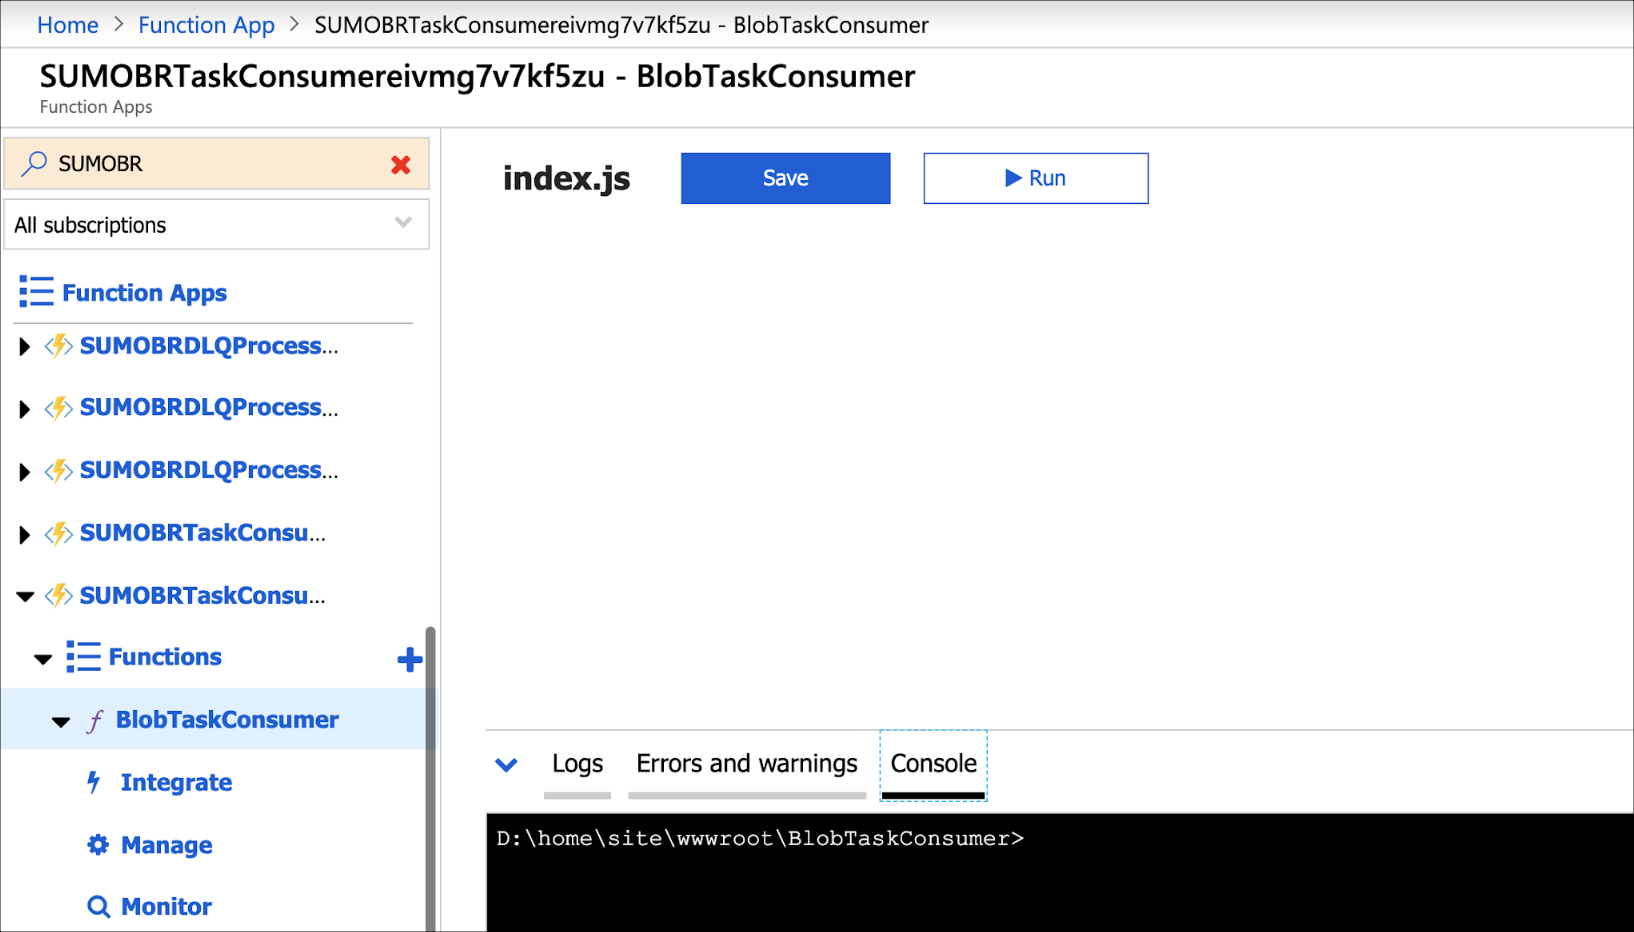 Home > Function App > SUMOBRTaskConsumereivmg7v7kf5zu - BlobTaskConsumer
SUMOBRTaskConsumereivmg7v7kf5zu - BlobTaskConsumer
Function Apps
SUMOBR
All subscriptions
Function Apps
SUMOBRDLQProcess...
SUMOBRDLQProcess...
SUMOBRDLQProcess...
SUMOBRTaskConsu...
SUMOBRTaskConsu...
Functions
BlobTaskConsumer
Integrate
Manage
Monitor
index.js Save Run
Logs Errors and warnings Console
D:\home\site\wwwroot\BlobTaskConsumer>